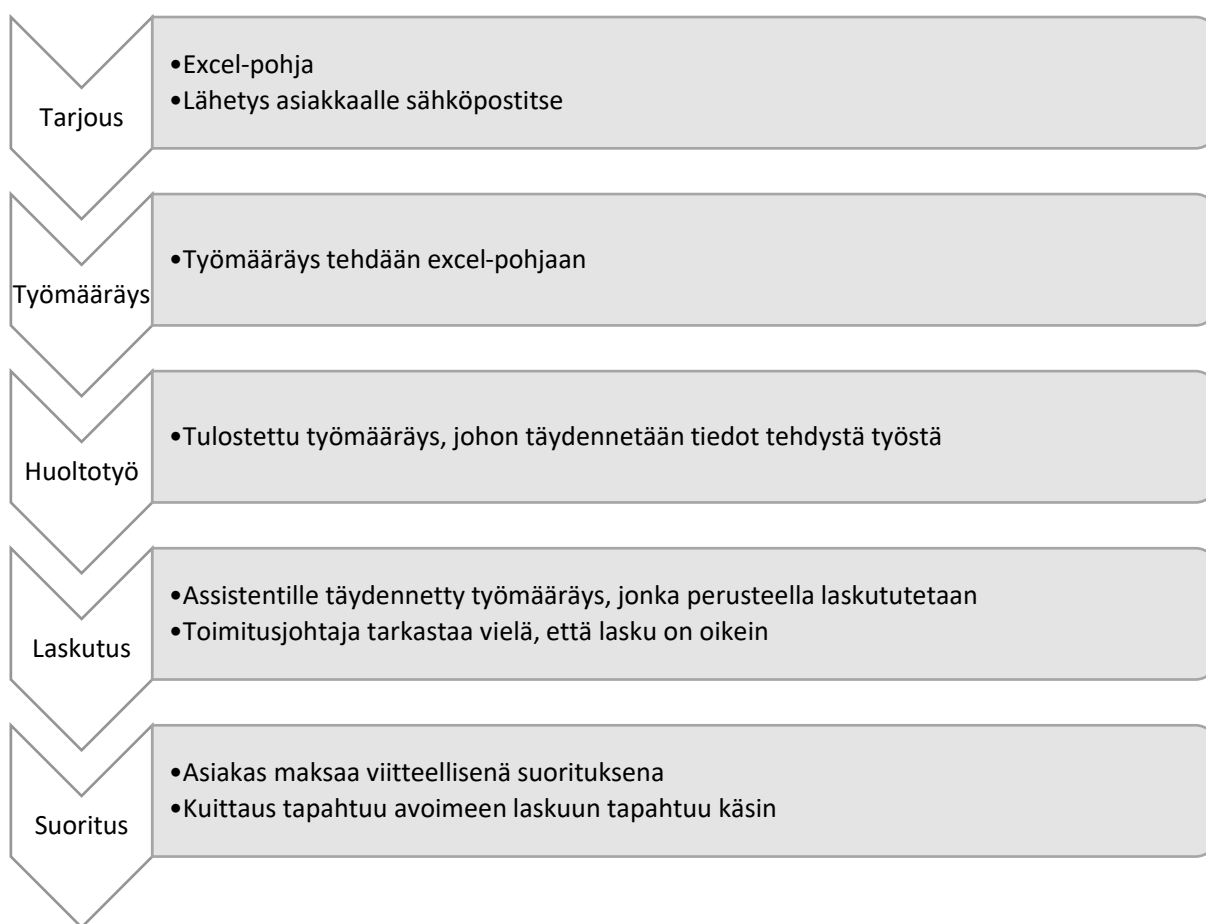 Tarjous
•Excel-pohja
•Lähetys asiakkaalle sähköpostitse
Työmääräys
•Työmääräys tehdään excel-pohjaan
Huoltotyö
•Tulostettu työmääräys, johon täydennetään tiedot tehdystä työstä
Laskutus
•Assistentille täydennetty työmääräys, jonka perusteella laskututetaan
•Toimitusjohtaja tarkastaa vielä, että lasku on oikein
Suoritus
•Asiakas maksaa viitteellisenä suorituksena
•Kuittaus tapahtuu avoimeen laskuun tapahtuu käsin